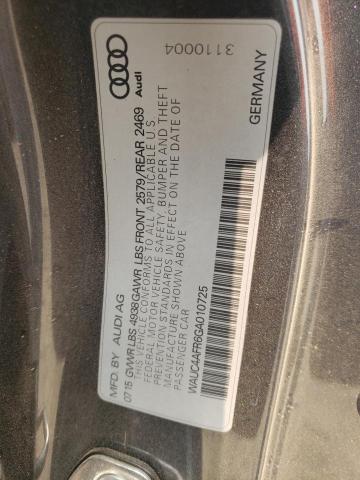 3110004
Audi
GERMANY
MFD. BY AUDI AG
07 15 GWR LBS 4938 GAWR LBS FRONT 2579/REAR 2469
THIS VEHICLE CONFORMS TO ALL APPLICABLE U.S.
FEDERAL MOTOR VEHICLE SAFETY, BUMPER AND THEFT
PREVENTION STANDARDS IN EFFECT ON THE DATE OF
MANUFACTURE SHOWN ABOVE
PASSENGER CAR
WAUC4AFR6GA010725